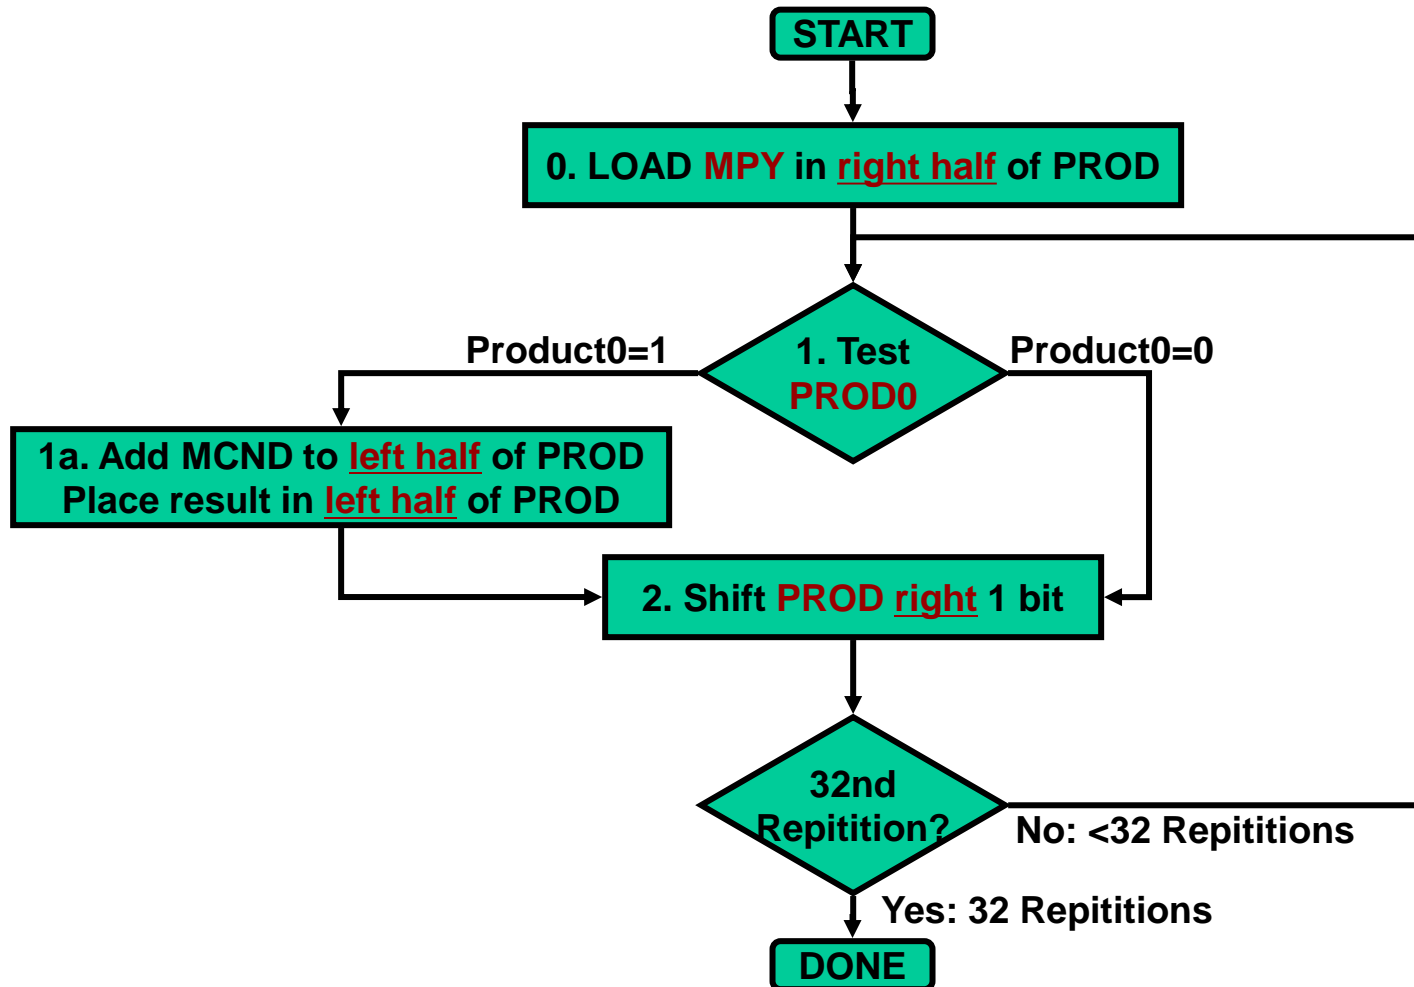 START
0. LOAD MPY in right half of PROD
Product0=1
1. Test
PROD0
Product0=0
1a. Add MCND to left half of PROD
Place result in left half of PROD
2. Shift PROD right 1 bit
32nd
Repitition?
No: <32 Repititions
Yes: 32 Repititions
DONE